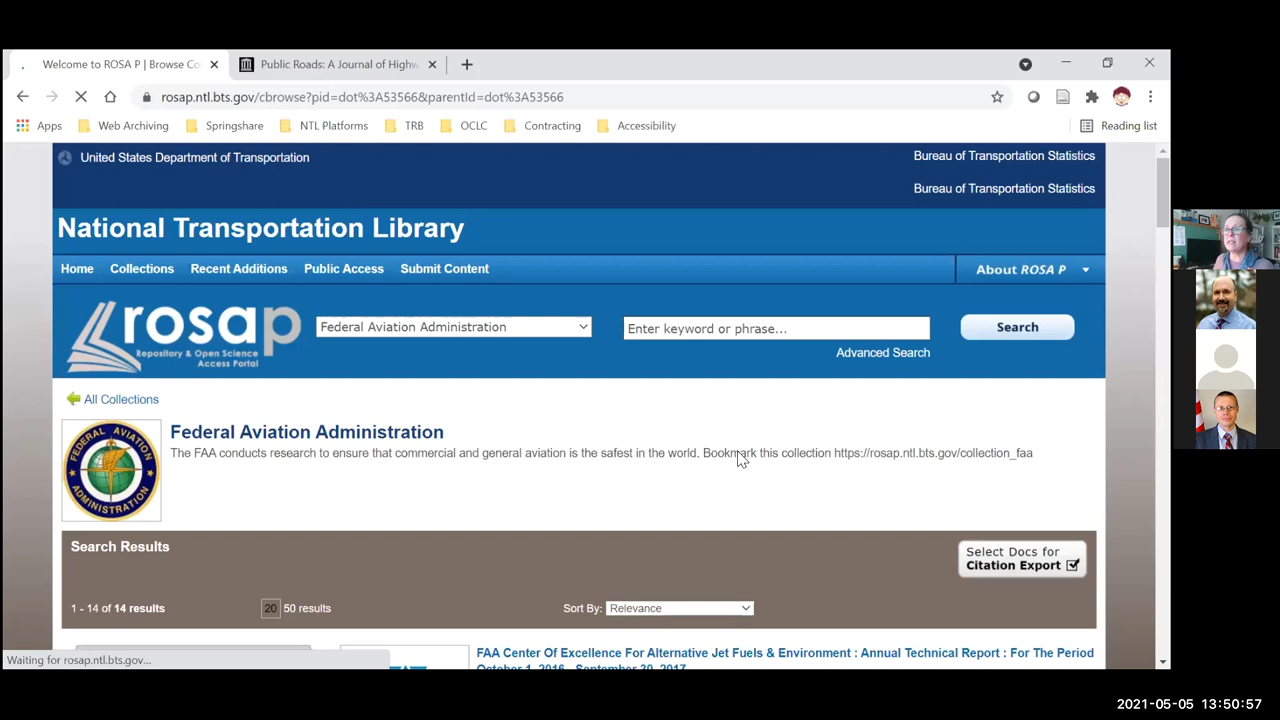 Welcome to ROSA P | Browse Co
Public Roads: A Journal of Highw
rosap.ntl.bts.gov/cbrowse?pid=dot%3A53566&parentId=dot%3A53566
Apps Web Archiving Springshare NTL Platforms TRB OCLC Contracting Accessibility Reading list
United States Department of Transportation
Bureau of Transportation Statistics
Bureau of Transportation Statistics
National Transportation Library
Home Collections Recent Additions Public Access Submit Content About ROSA P
rosap
Repository & Open Science
Access Portal
Federal Aviation Administration
Enter keyword or phrase...
Search
Advanced Search
All Collections
FEDERAL AVIATION ADMINISTRATION
Federal Aviation Administration
The FAA conducts research to ensure that commercial and general aviation is the safest in the world. Bookmark this collection https://rosap.ntl.bts.gov/collection_faa
Search Results
Select Docs for
Citation Export
1 - 14 of 14 results 20 50 results Sort By: Relevance
FAA Center Of Excellence For Alternative Jet Fuels & Environment : Annual Technical Report : For The Period
October 1, 2016 - September 30, 2017
Waiting for rosap.ntl.bts.gov...
2021-05-05 13:50:57